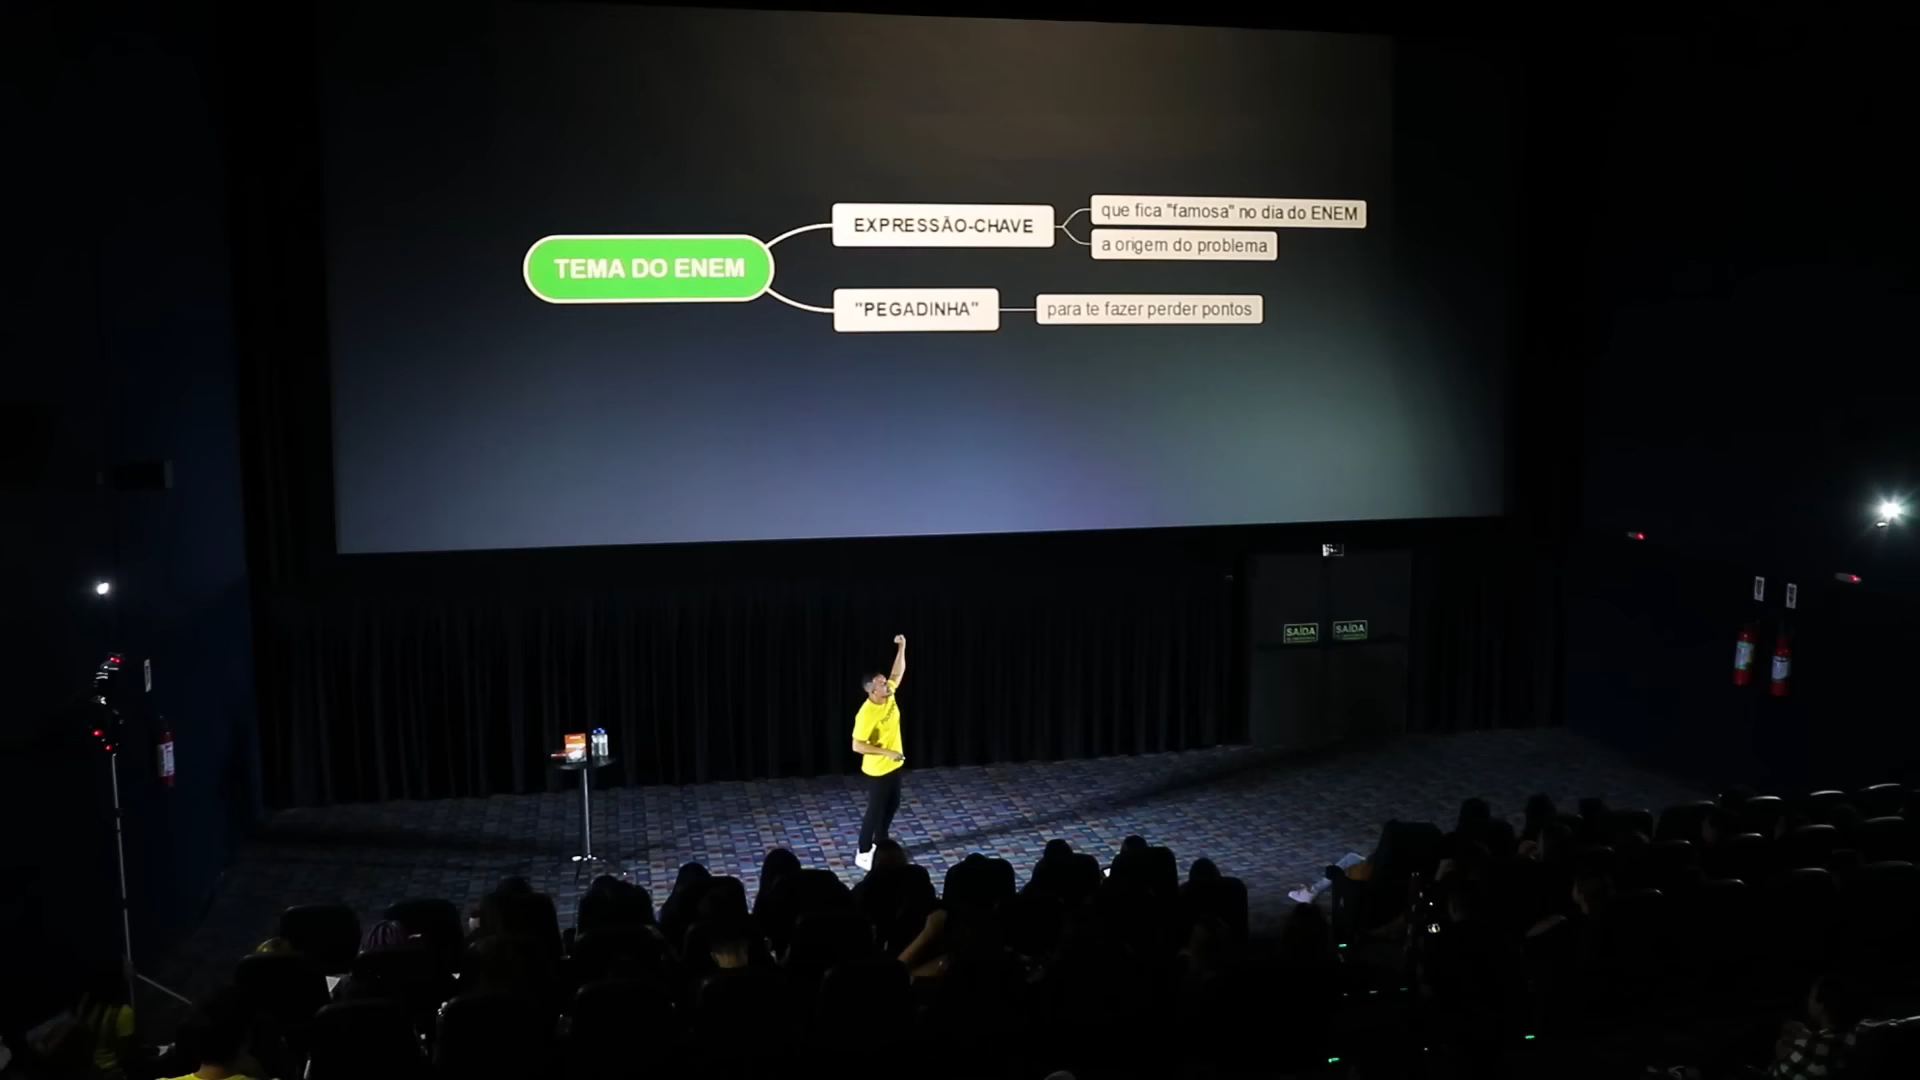 TEMA DO ENEM
EXPRESSÃO-CHAVE
que fica "famosa" no dia do ENEM
a origem do problema
"PEGADINHA"
para te fazer perder pontos
SAÍDA
SAÍDA